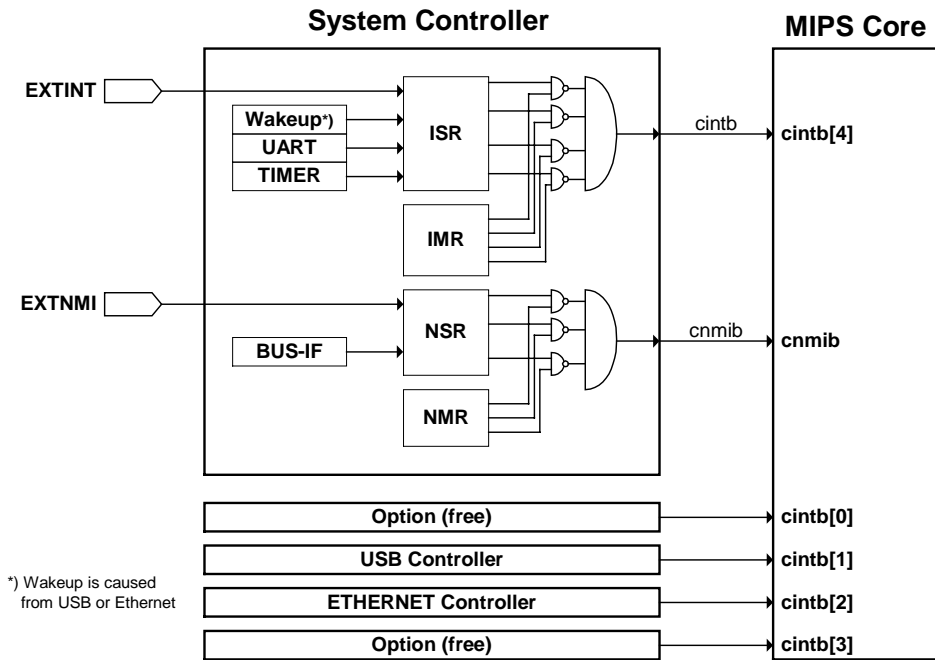 System Controller
MIPS Core
EXTINT
Wakeup*)
UART
TIMER
ISR
IMR
cintb
cintb[4]
EXTNMI
BUS-IF
NSR
NMR
cnmib
cnmib
Option (free)
cintb[0]
USB Controller
cintb[1]
*) Wakeup is caused
from USB or Ethernet
ETHERNET Controller
cintb[2]
Option (free)
cintb[3]